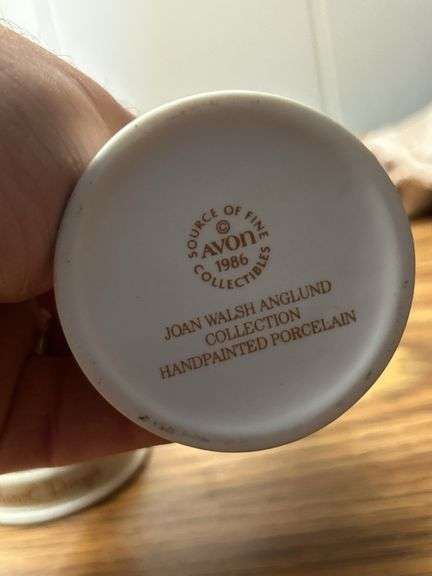 SOURCE OF FINE
©
AVON
1986
COLLECTIBLES
JOAN WALSH ANGLUND
COLLECTION
HANDPAINTED PORCELAIN